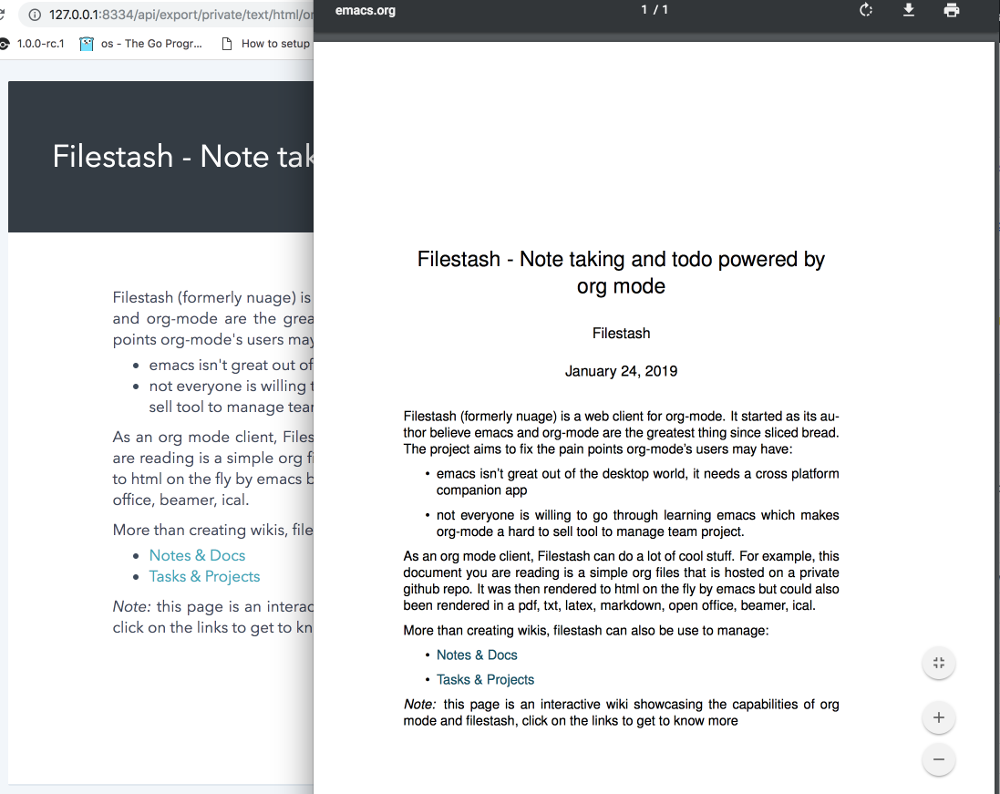 127.0.0.1:8334/api/export/private/text/html/
1.0.0-rc.1 os - The Go Progr... How to setup
Filestash - Note
Filestash (formerly nuage) is
and org-mode are the
points org-mode's users may
• emacs isn't great out of
• not everyone is willing
sell tool to manage
As an org mode client,
are reading is a simple org
to html on the fly by emacs
office, beamer, ical.
More than creating wikis,
• Notes & Docs
• Tasks & Projects
Note: this page is an
click on the links to get to
emacs.org
1 / 1
Filestash - Note taking and todo powered by
org mode
Filestash
January 24, 2019
Filestash (formerly nuage) is a web client for org-mode. It started as its au-
thor believe emacs and org-mode are the greatest thing since sliced bread.
The project aims to fix the pain points org-mode's users may have:
• emacs isn't great out of the desktop world, it needs a cross platform
companion app
• not everyone is willing to go through learning emacs which makes
org-mode a hard to sell tool to manage team project.
As an org mode client, Filestash can do a lot of cool stuff. For example, this
document you are reading is a simple org files that is hosted on a private
github repo. It was then rendered to html on the fly by emacs but could also
been rendered in a pdf, txt, latex, markdown, open office, beamer, ical.
More than creating wikis, filestash can also be use to manage:
• Notes & Docs
• Tasks & Projects
Note: this page is an interactive wiki showcasing the capabilities of org
mode and filestash, click on the links to get to know more